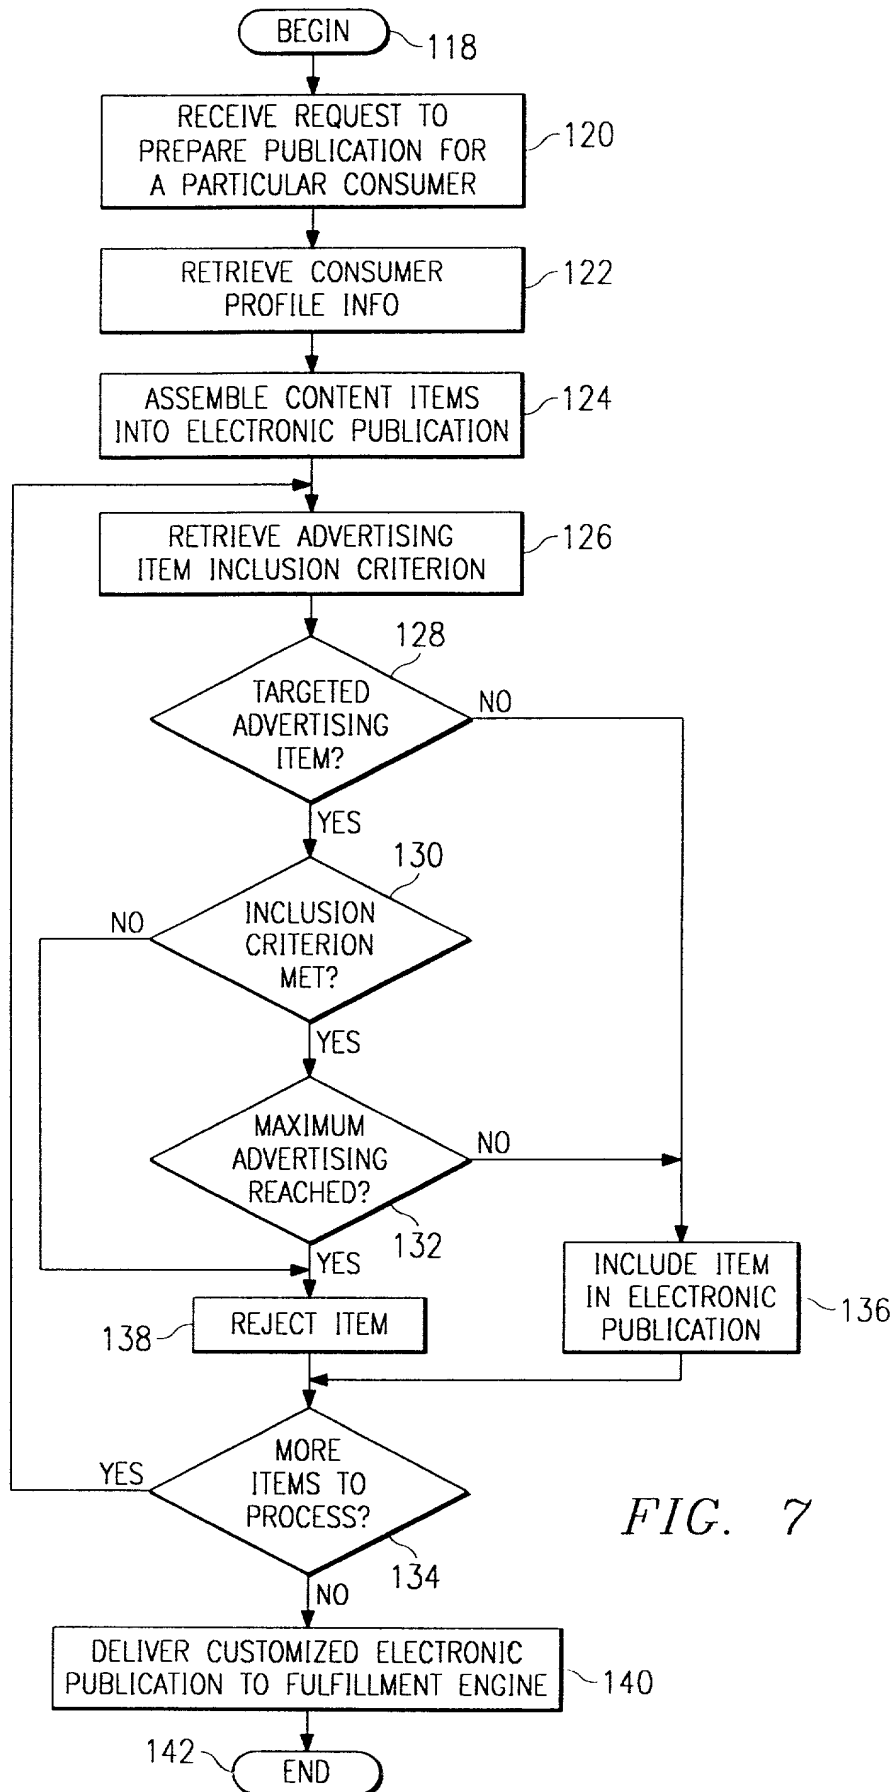 BEGIN
118
RECEIVE REQUEST TO
PREPARE PUBLICATION FOR
A PARTICULAR CONSUMER
120
RETRIEVE CONSUMER
PROFILE INFO
122
ASSEMBLE CONTENT ITEMS
INTO ELECTRONIC PUBLICATION
124
RETRIEVE ADVERTISING
ITEM INCLUSION CRITERION
126
128
TARGETED
ADVERTISING
ITEM?
NO
YES
130
INCLUSION
CRITERION
MET?
NO
YES
MAXIMUM
ADVERTISING
REACHED?
NO
132
YES
INCLUDE ITEM
IN ELECTRONIC
PUBLICATION
136
138
REJECT ITEM
MORE
ITEMS TO
PROCESS?
YES
134
NO
FIG. 7
DELIVER CUSTOMIZED ELECTRONIC
PUBLICATION TO FULFILLMENT ENGINE
140
142
END